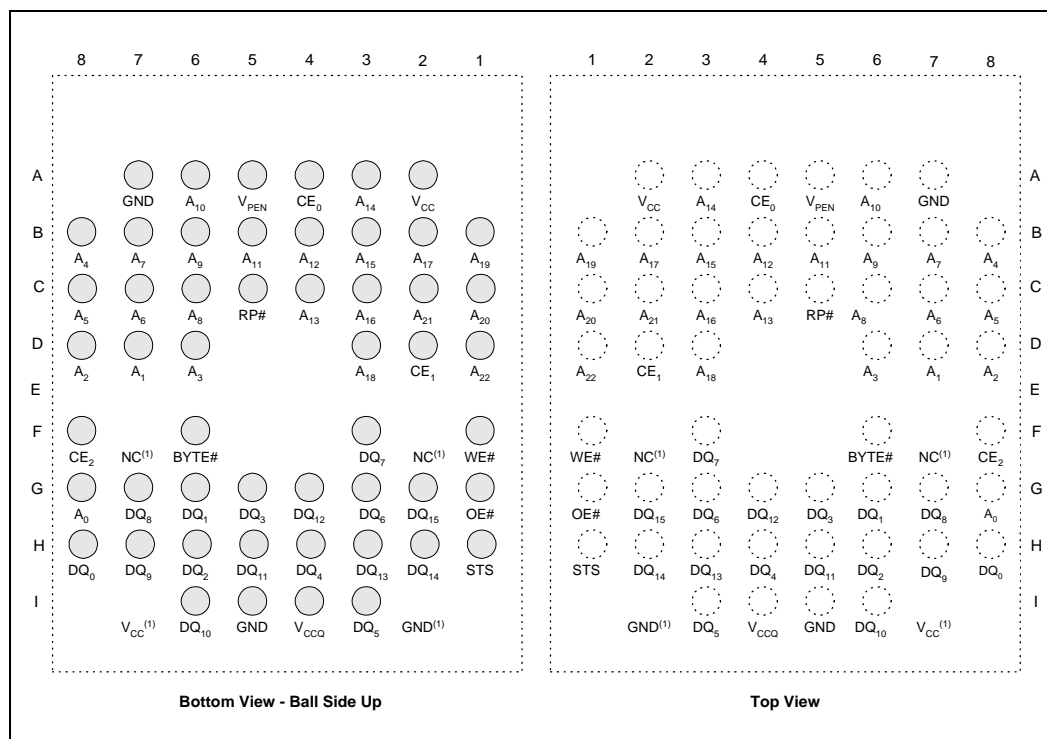 8 7 6 5 4 3 2 1 1 2 3 4 5 6 7 8
A A
GND A10 VPEN CE0 A14 VCC VCC A14 CE0 VPEN A10 GND
B B
A4 A7 A9 A11 A12 A15 A17 A19 A19 A17 A15 A12 A11 A9 A7 A4
C C
A5 A6 A8 RP# A13 A16 A21 A20 A20 A21 A16 A13 RP# A8 A6 A5
D D
A2 A1 A3 A18 CE1 A22 A22 CE1 A18 A3 A1 A2
E E
F F
CE2 NC(1) BYTE# DQ7 NC(1) WE# WE# NC(1) DQ7 BYTE# NC(1) CE2
G G
A0 DQ8 DQ1 DQ3 DQ12 DQ6 DQ15 OE# OE# DQ15 DQ6 DQ12 DQ3 DQ1 DQ8 A0
H H
DQ0 DQ9 DQ2 DQ11 DQ4 DQ13 DQ14 STS STS DQ14 DQ13 DQ4 DQ11 DQ2 DQ9 DQ0
I I
VCC(1) DQ10 GND VCCQ DQ5 GND(1) GND(1) DQ5 VCCQ GND DQ10 VCC(1)
Bottom View - Ball Side Up Top View